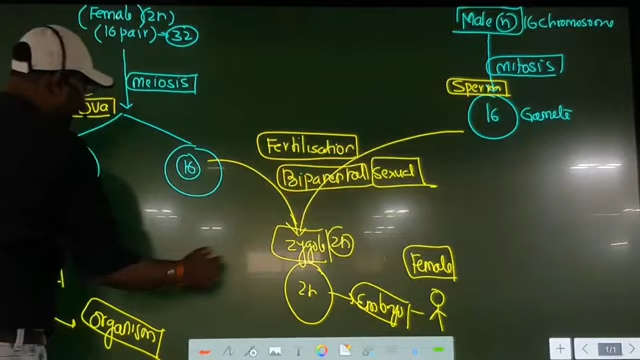 (Female)(2n)
(16 pair) → 32
meiosis
ova
16
Male n 16 Chromosome
mitosis
Sperm
16 Gamete
Fertilisation
Biparental Sexual
Zygote 2n
2n
Embryo
Female
Organism
1/1